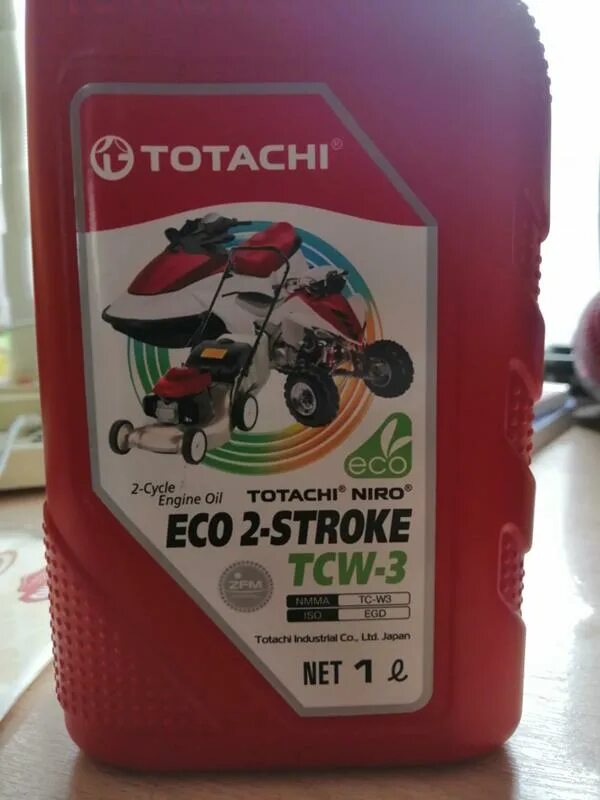 TOTACHI®
eco
2-Cycle
Engine Oil
TOTACHI® NIRO®
ECO 2-STROKE
TCW-3
ZFM
NMMA TC-W3
ISO EGD
Totachi Industrial Co., Ltd. Japan
NET 1 ℓ